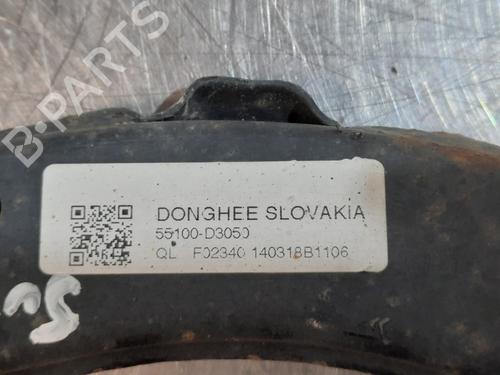 B-PARTS
DONGHEE SLOVAKIA
55100-D3050
QL F02340 140318B1106